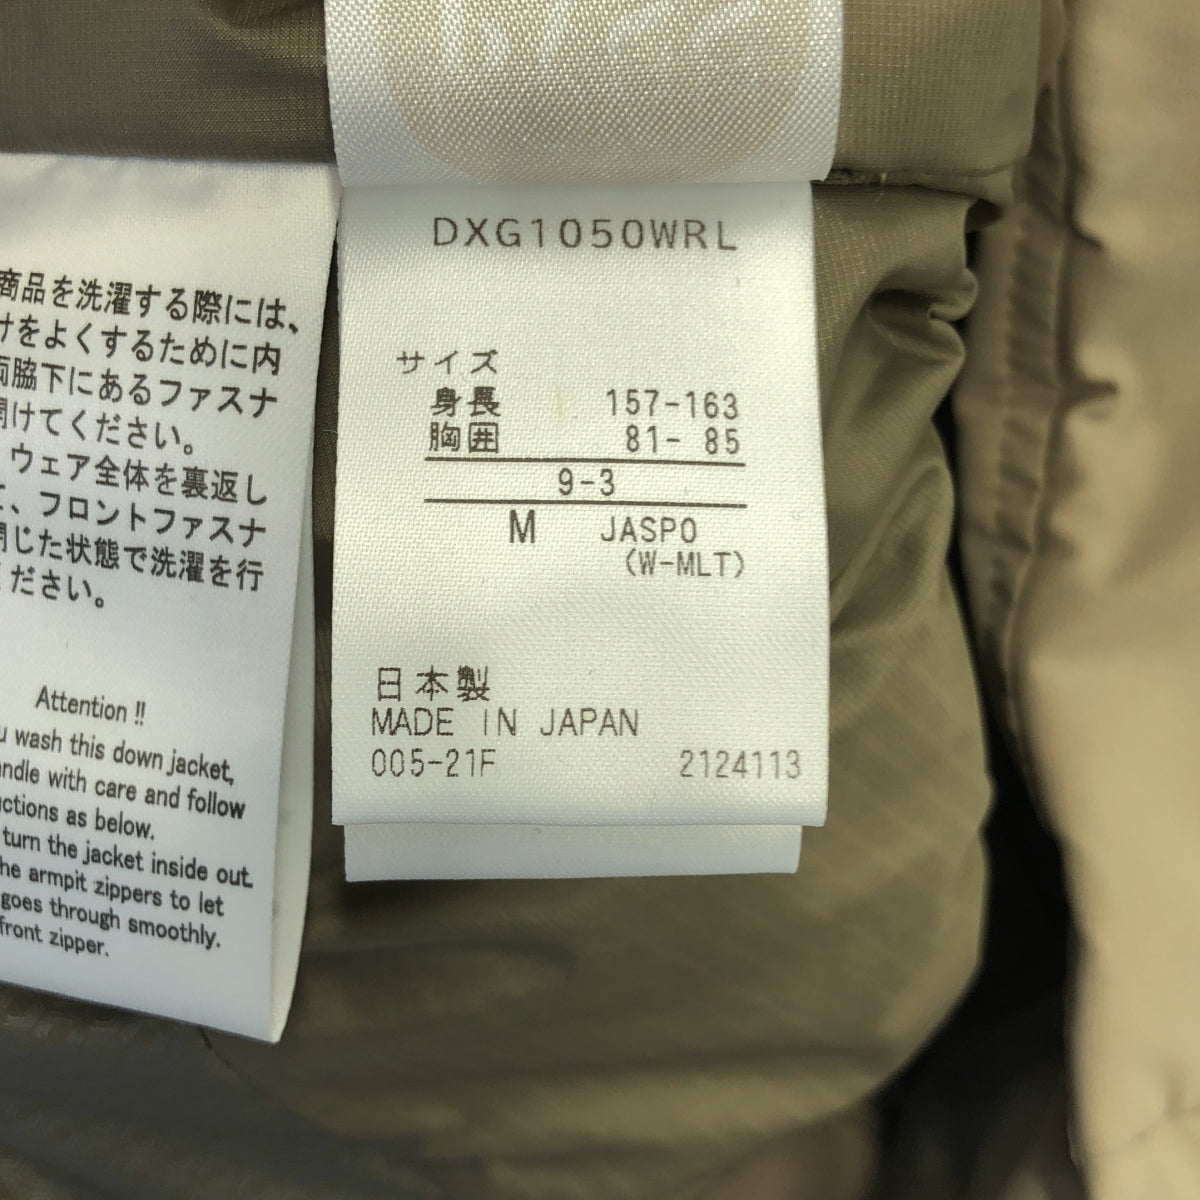 商品を洗濯する際には、
けをよくするために内
両脇下にあるファスナ
開けてください。
ウェア全体を裏返し
て、フロントファスナ
閉じた状態で洗濯を行
ください。
Attention !!
u wash this down jacket,
andle with care and follow
uctions as below.
turn the jacket inside out.
he armpit zippers to let
goes through smoothly.
front zipper.
DXG1050WRL
サイズ
身長 157-163
胸囲 81- 85
9-3
M JASPO
(W-MLT)
日本製
MADE IN JAPAN
005-21F 2124113